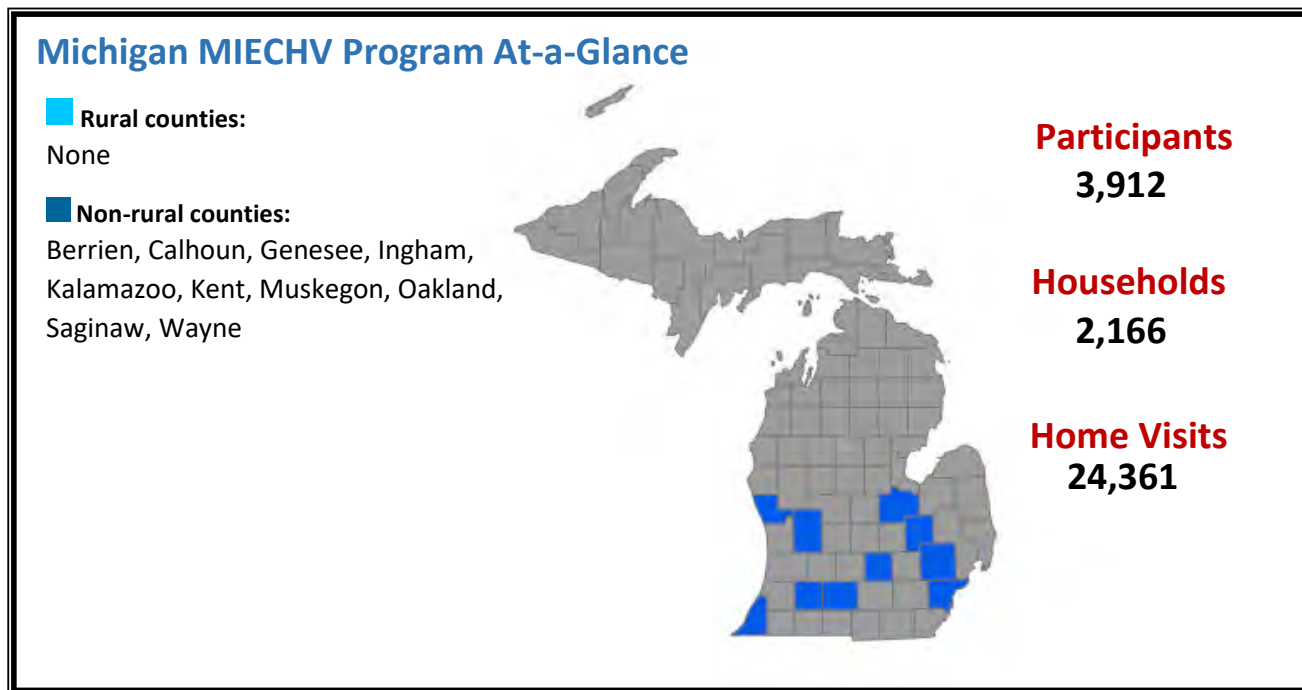 Michigan MIECHV Program At-a-Glance
Rural counties:
None
Non-rural counties:
Berrien, Calhoun, Genesee, Ingham,
Kalamazoo, Kent, Muskegon, Oakland,
Saginaw, Wayne
Participants
3,912
Households
2,166
Home Visits
24,361